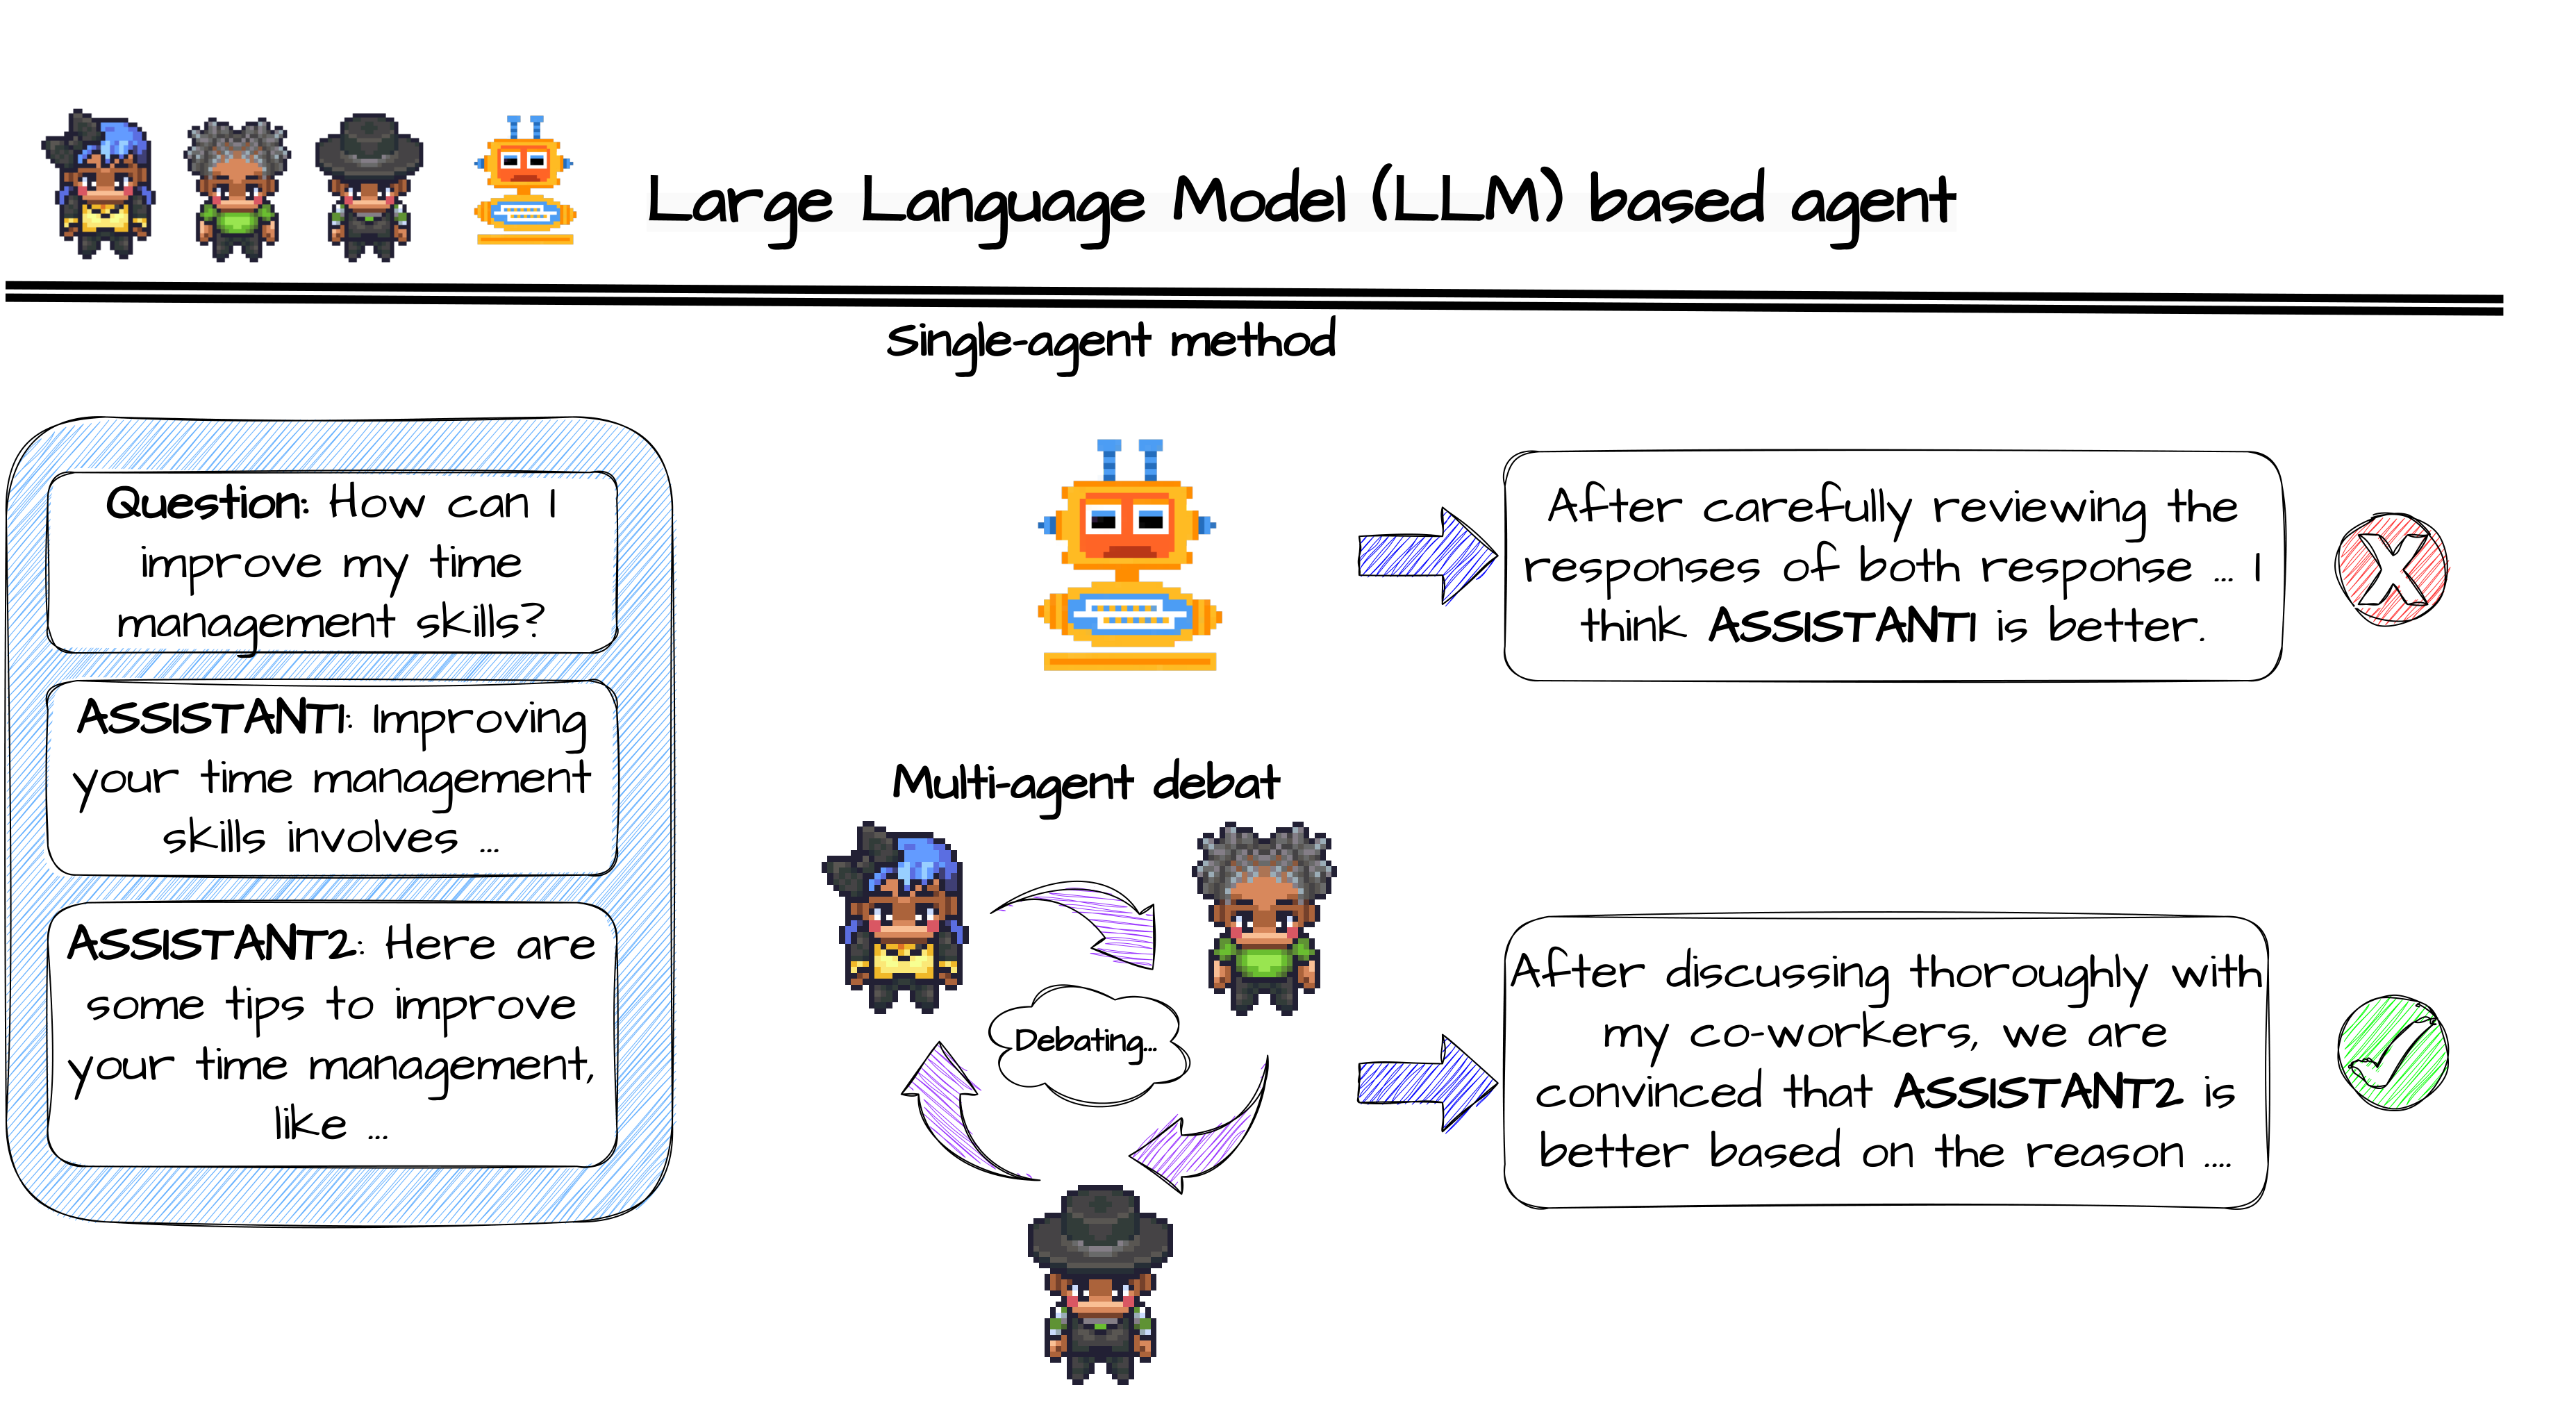 Large Language Model (LLM) based agent
Single-agent method
Question: How can I
improve my time
management skills?
ASSISTANT1: Improving
your time management
skills involves ...
ASSISTANT2: Here are
some tips to improve
your time management,
like ...
After carefully reviewing the
responses of both response ... I
think ASSISTANT1 is better.
Multi-agent debat
Debating...
After discussing thoroughly with
my co-workers, we are
convinced that ASSISTANT2 is
better based on the reason ....